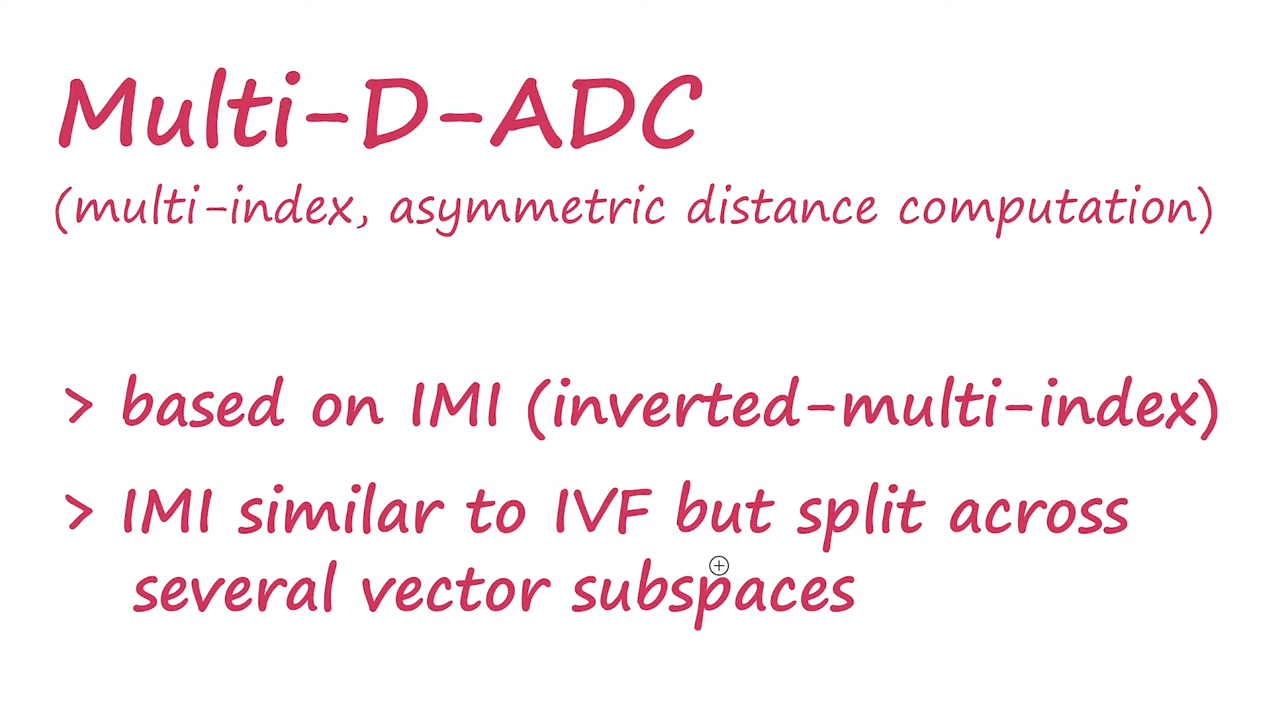 Multi-D-ADC
(multi-index, asymmetric distance computation)
> based on IMI (inverted-multi-index)
> IMI similar to IVF but split across
several vector subspaces